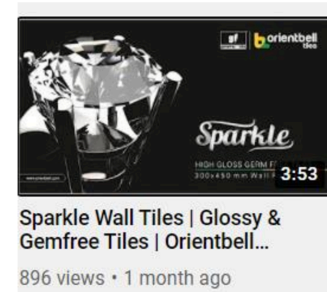 orientbell
tiles
Sparkle
HIGH GLOSS GERM F
300x450 mm Wall
3:53
Sparkle Wall Tiles | Glossy &
Gemfree Tiles | Orientbell...
896 views • 1 month ago